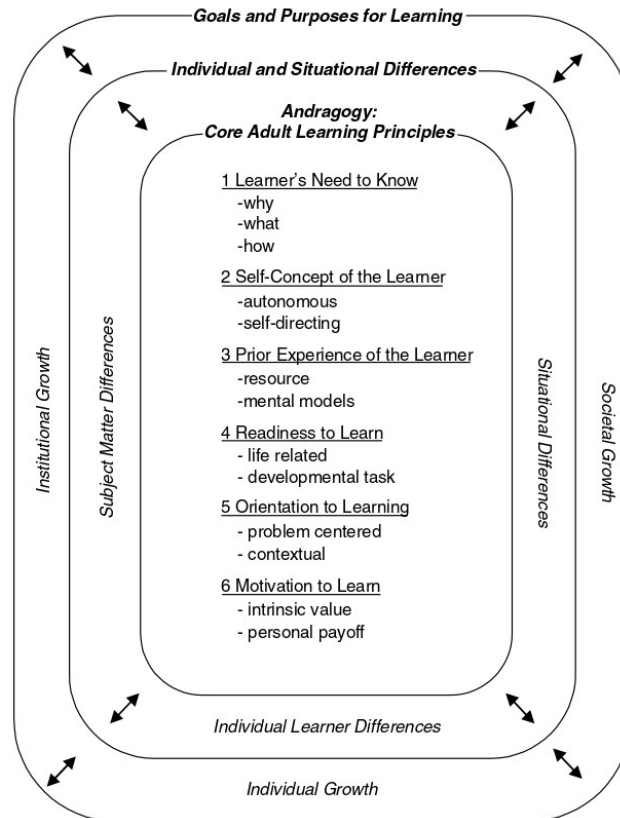 Goals and Purposes for Learning
Individual and Situational Differences
Andragogy:
Core Adult Learning Principles
1 Learner's Need to Know
-why
-what
-how
2 Self-Concept of the Learner
-autonomous
-self-directing
3 Prior Experience of the Learner
-resource
-mental models
4 Readiness to Learn
- life related
- developmental task
5 Orientation to Learning
- problem centered
- contextual
6 Motivation to Learn
- intrinsic value
- personal payoff
Institutional Growth
Subject Matter Differences
Situational Differences
Societal Growth
Individual Learner Differences
Individual Growth